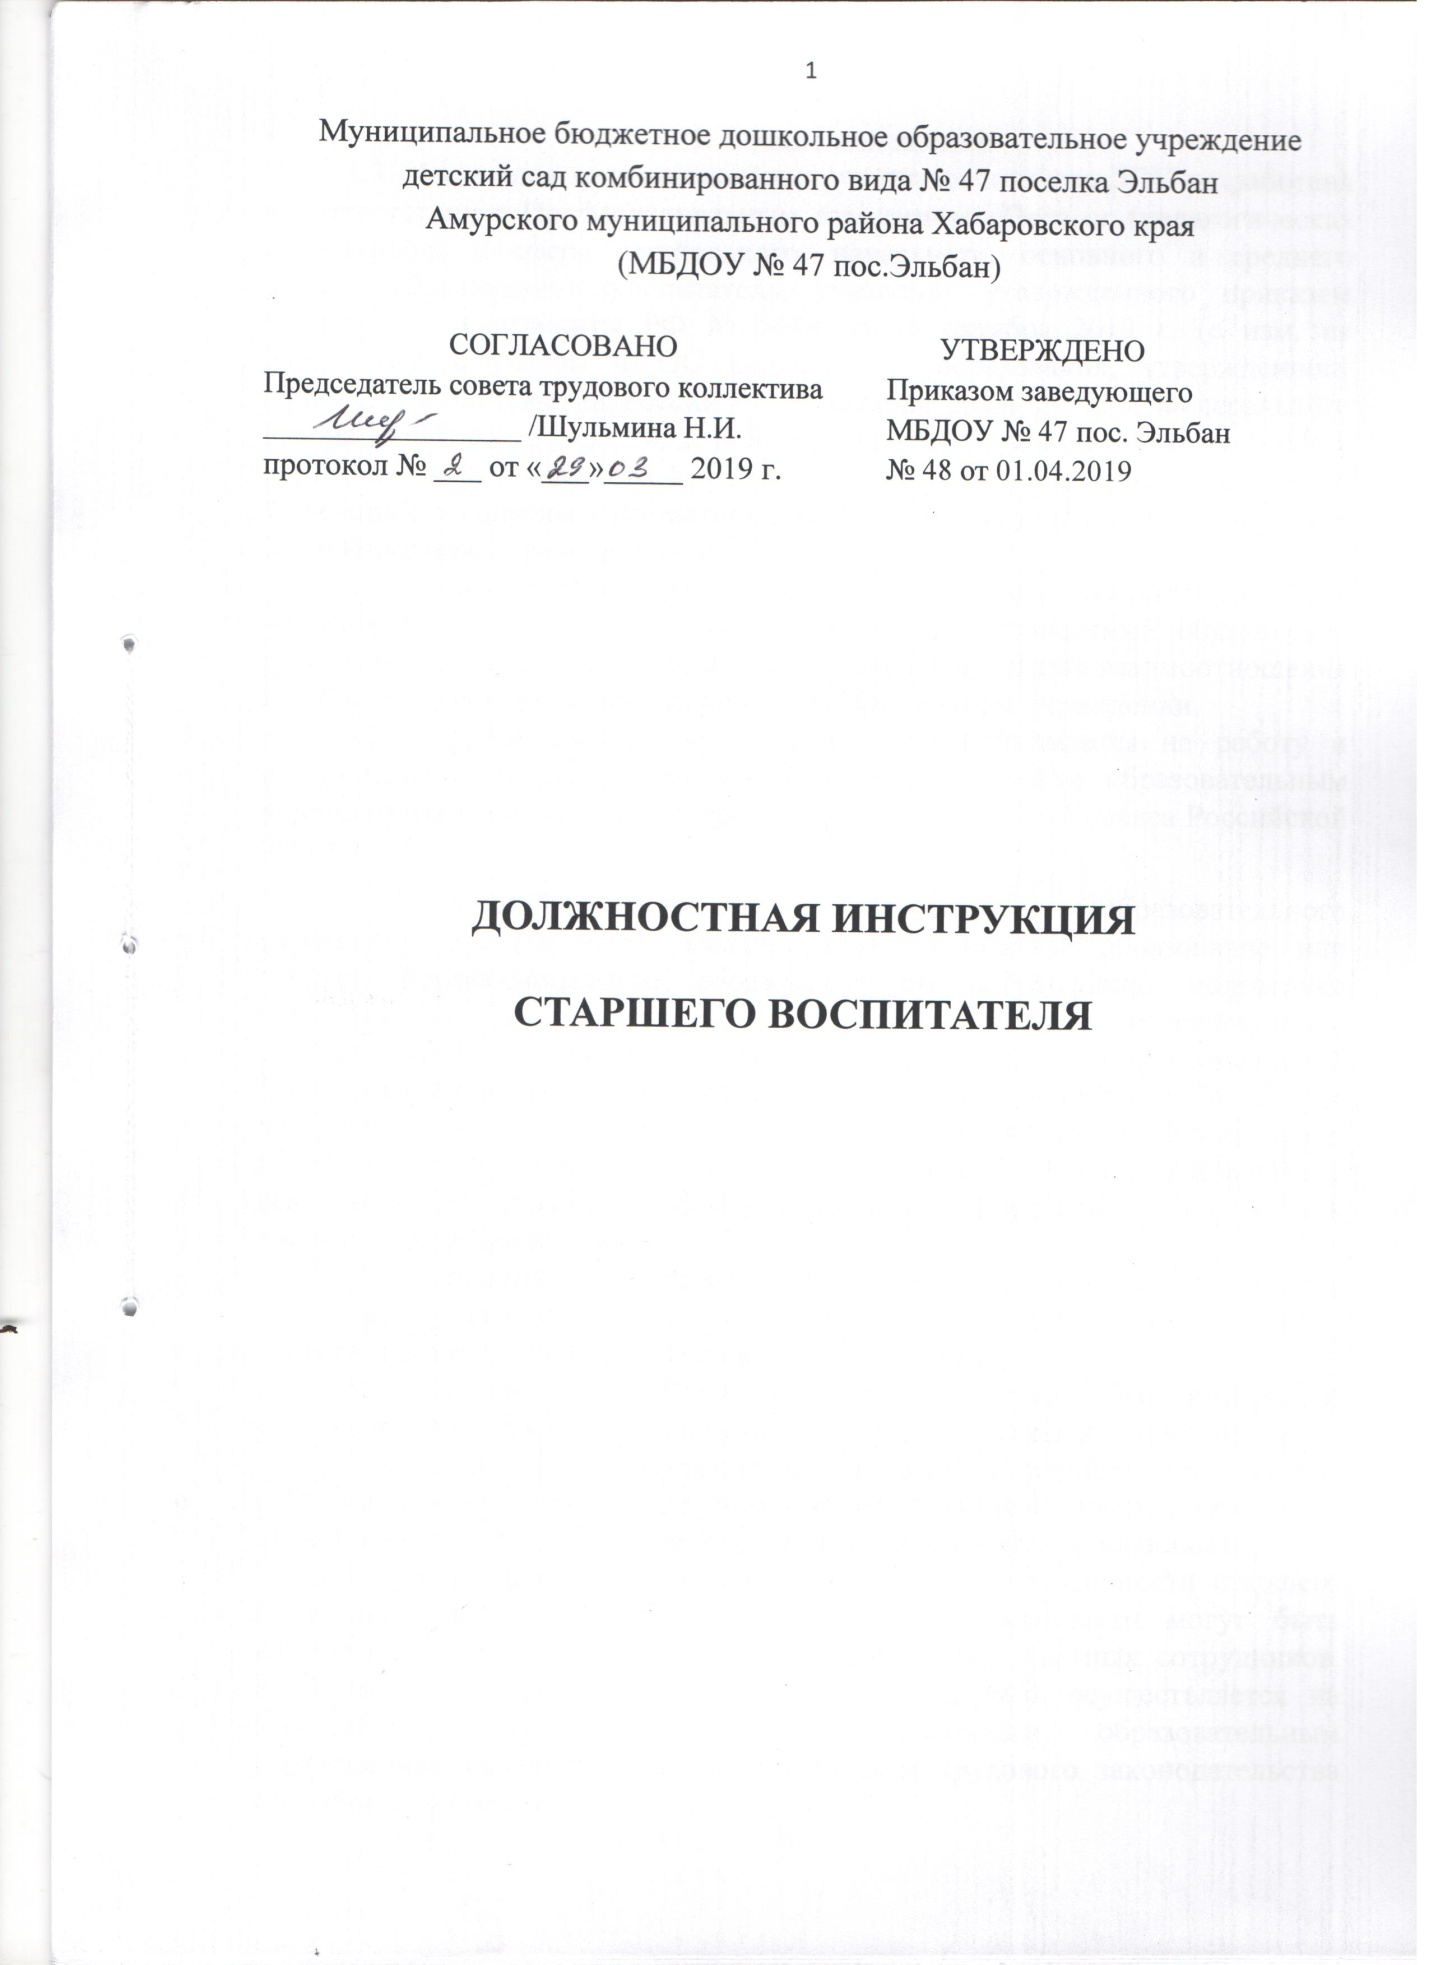 1
Муниципальное бюджетное дошкольное образовательное учреждение
детский сад комбинированного вида № 47 поселка Эльбан
Амурского муниципального района Хабаровского края
(МБДОУ № 47 пос.Эльбан)
СОГЛАСОВАНО
Председатель совета трудового коллектива
/Шульмина Н.И.
протокол № 2 от «29»03 2019 г.
УТВЕРЖДЕНО
Приказом заведующего
МБДОУ № 47 пос. Эльбан
№ 48 от 01.04.2019
ДОЛЖНОСТНАЯ ИНСТРУКЦИЯ
СТАРШЕГО ВОСПИТАТЕЛЯ